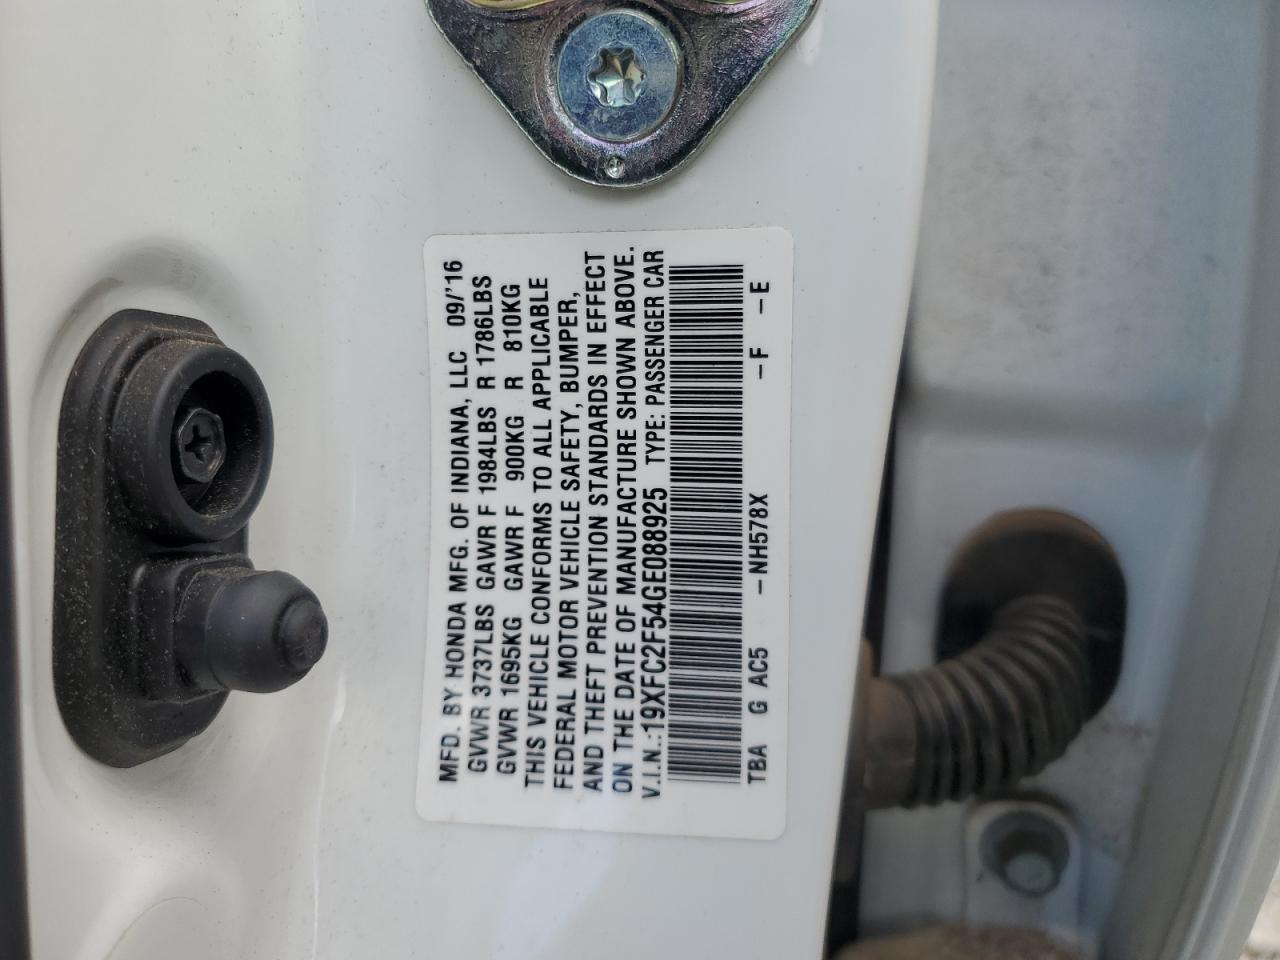 MFD. BY HONDA MFG. OF INDIANA, LLC 09/'16
GVWR 3737LBS GAWR F 1984LBS R 1786LBS
GVWR 1695KG GAWR F 900KG R 810KG
THIS VEHICLE CONFORMS TO ALL APPLICABLE
FEDERAL MOTOR VEHICLE SAFETY, BUMPER,
AND THEFT PREVENTION STANDARDS IN EFFECT
ON THE DATE OF MANUFACTURE SHOWN ABOVE.
V.I.N.:19XFC2F54GE088925 TYPE: PASSENGER CAR
TBA G AC5 -NH578X -F -E